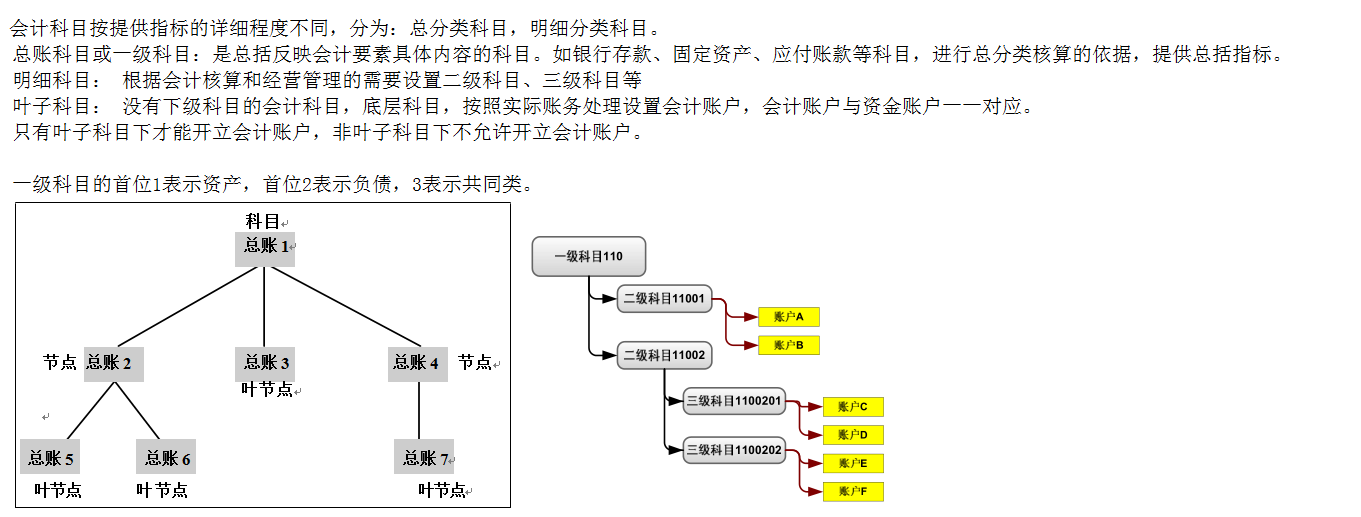 会计科目按提供指标的详细程度不同，分为：总分类科目，明细分类科目。
总账科目或一级科目：是总括反映会计要素具体内容的科目。如银行存款、固定资产、应付账款等科目，进行总分类核算的依据，提供总括指标。
明细科目： 根据会计核算和经营管理的需要设置二级科目、三级科目等
叶子科目： 没有下级科目的会计科目，底层科目，按照实际账务处理设置会计账户，会计账户与资金账户一一对应。
只有叶子科目下才能开立会计账户，非叶子科目下不允许开立会计账户。
一级科目的首位1表示资产，首位2表示负债，3表示共同类。
科目
总账 1
节点 总账 2
总账 3
总账 4 节点
叶节点
总账 5
总账 6
总账 7
叶节点
叶节点
叶节点
一级科目110
二级科目11001
账户A
账户B
二级科目11002
三级科目1100201
账户C
账户D
三级科目1100202
账户E
账户F